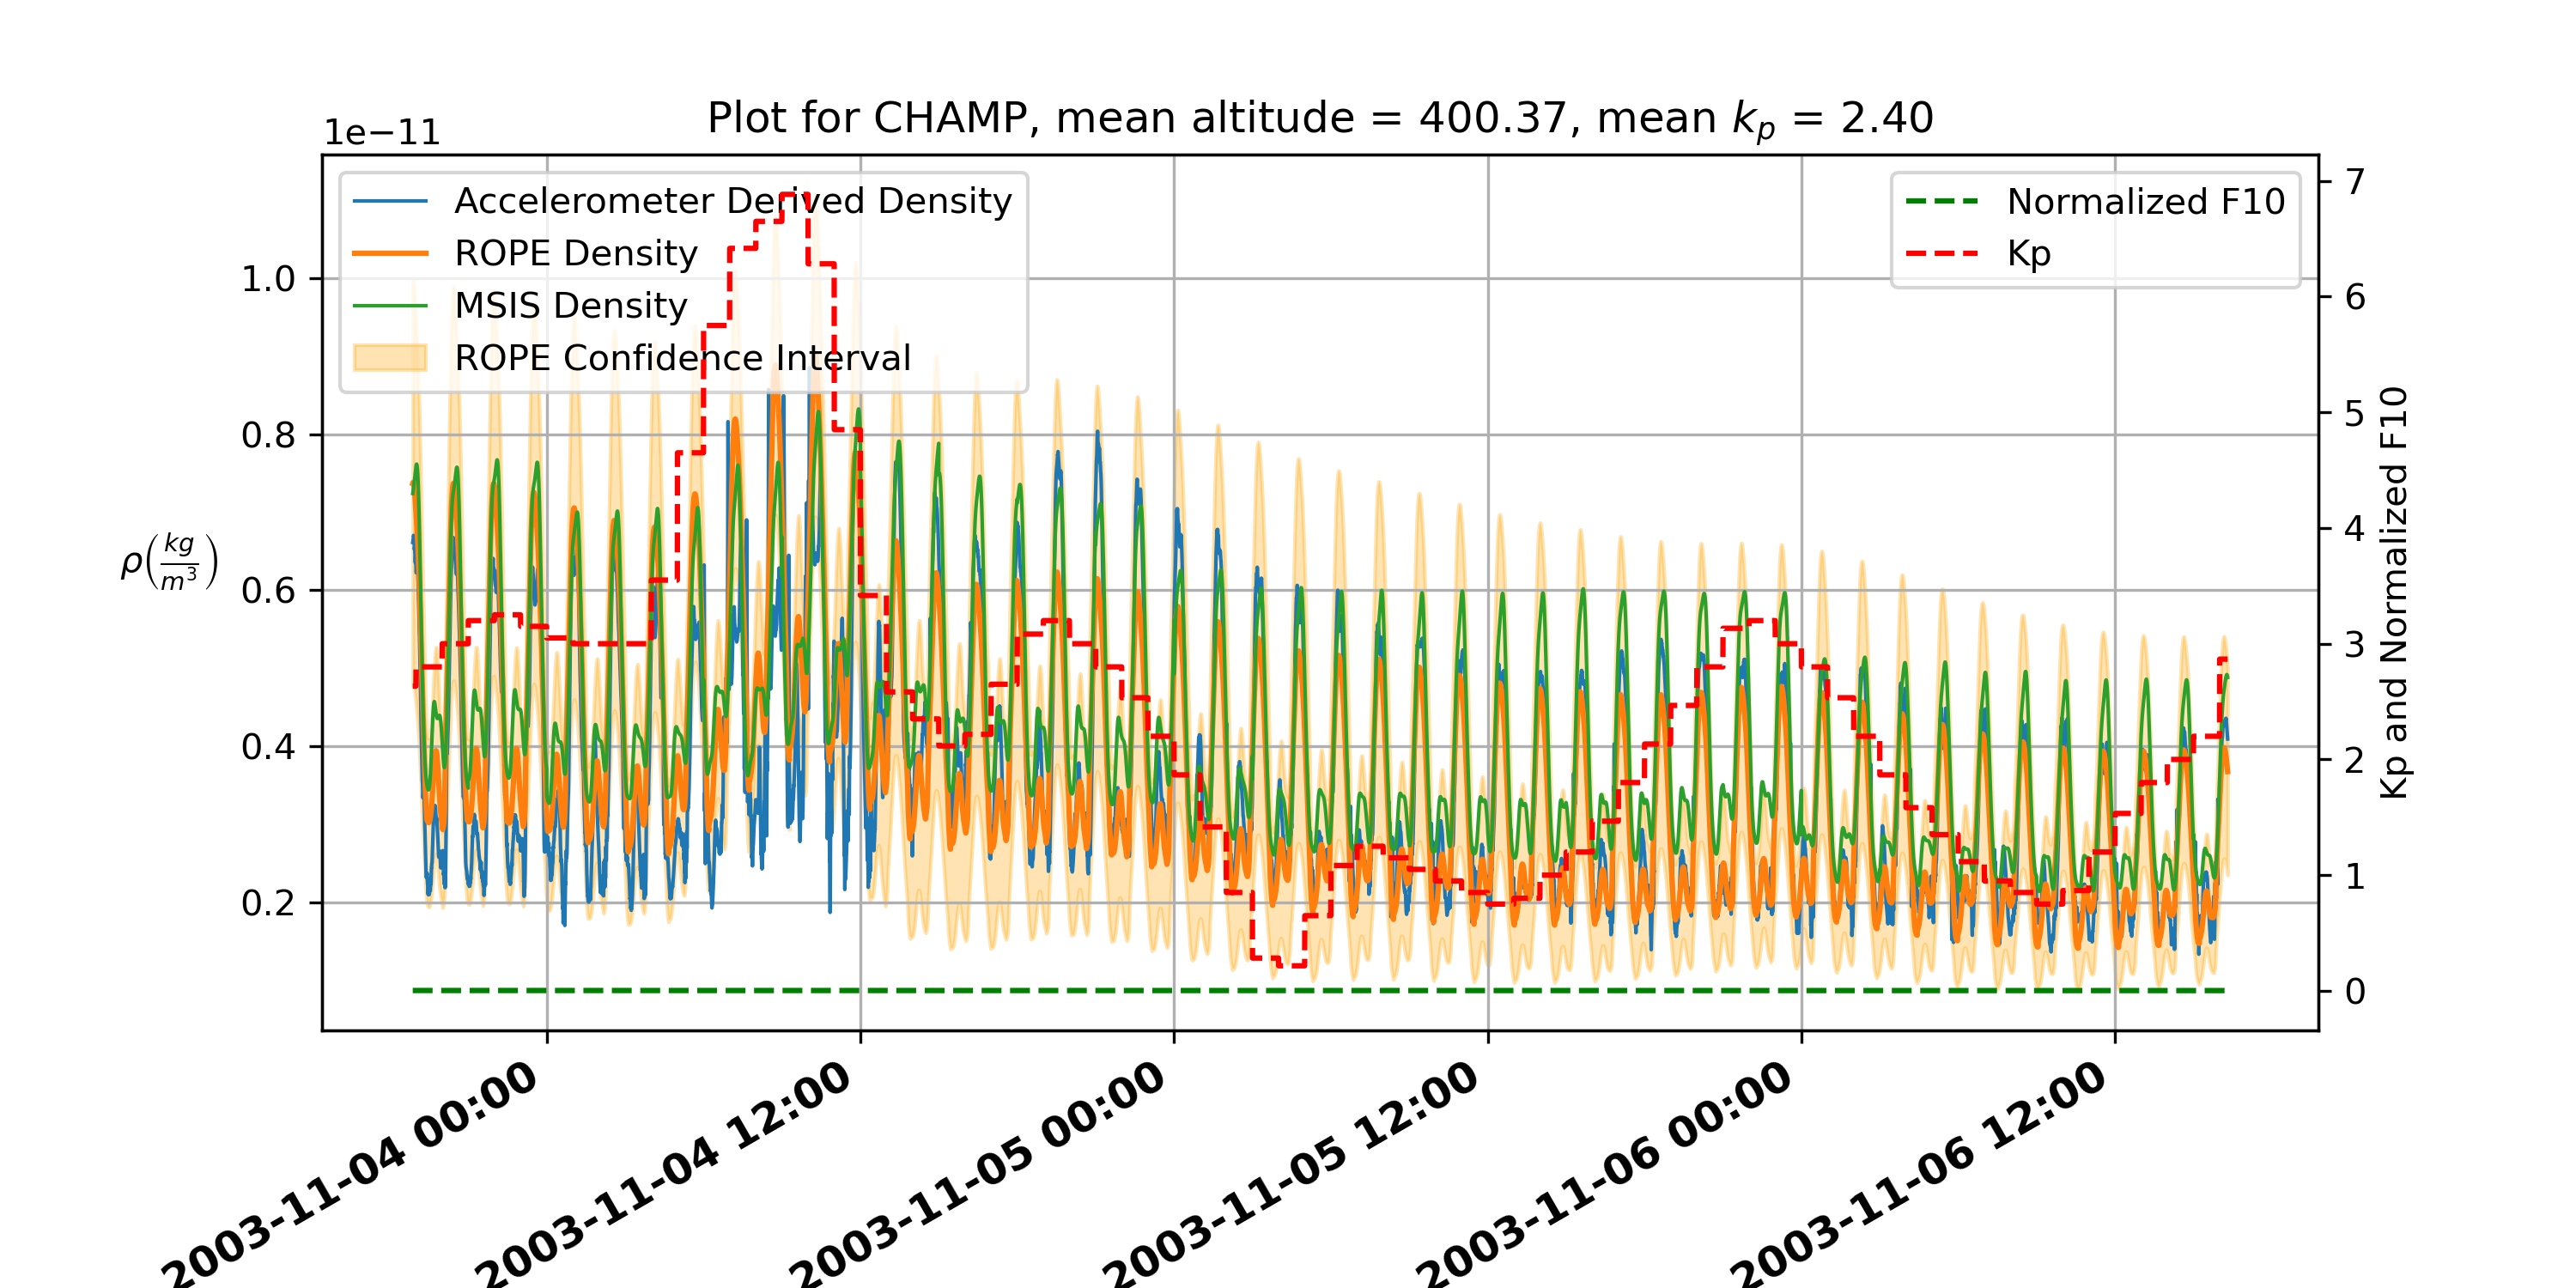 Plot for CHAMP, mean altitude = 400.37, mean kₚ = 2.40
1e−11
Accelerometer Derived Density
ROPE Density
MSIS Density
ROPE Confidence Interval
Normalized F10
Kp
1.0
0.8
0.6
0.4
0.2
ρ(kg/m³)
7
6
5
4
3
2
1
0
Kp and Normalized F10
2003-11-04 00:00
2003-11-04 12:00
2003-11-05 00:00
2003-11-05 12:00
2003-11-06 00:00
2003-11-06 12:00